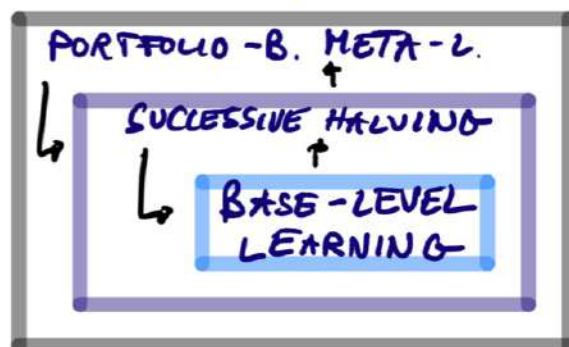 PORTFOLIO-B. META-L.
SUCCESSIVE HALVING
BASE-LEVEL
LEARNING